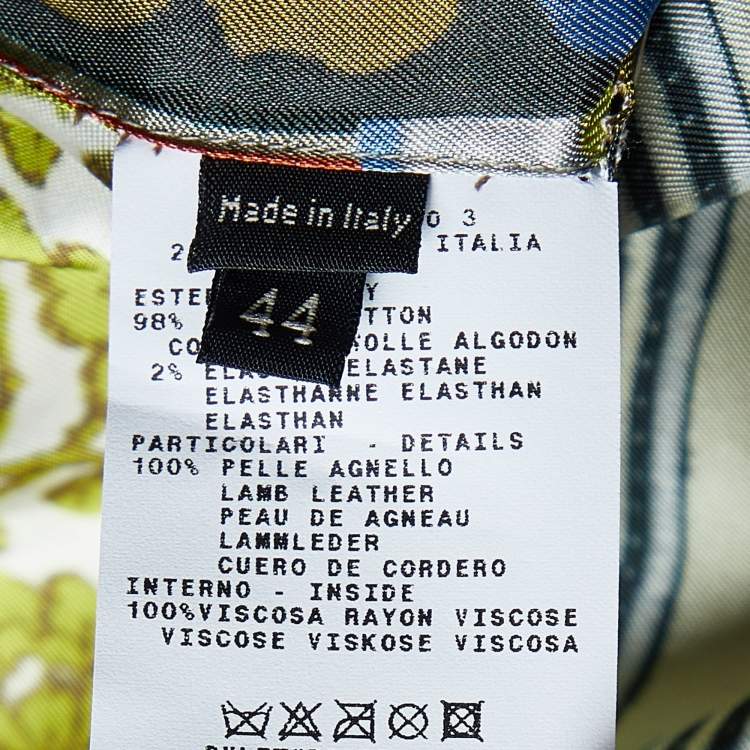 Made in Italy
0 3
2 ITALIA
44
ESTE Y
98% TTON
CO OLLE ALGODON
2% ELASTANE
ELASTHANNE ELASTHAN
ELASTHAN
PARTICOLARI - DETAILS
100% PELLE AGNELLO
LAMB LEATHER
PEAU DE AGNEAU
LAMMLEDER
CUERO DE CORDERO
INTERNO - INSIDE
100%VISCOSA RAYON VISCOSE
VISCOSE VISKOSE VISCOSA